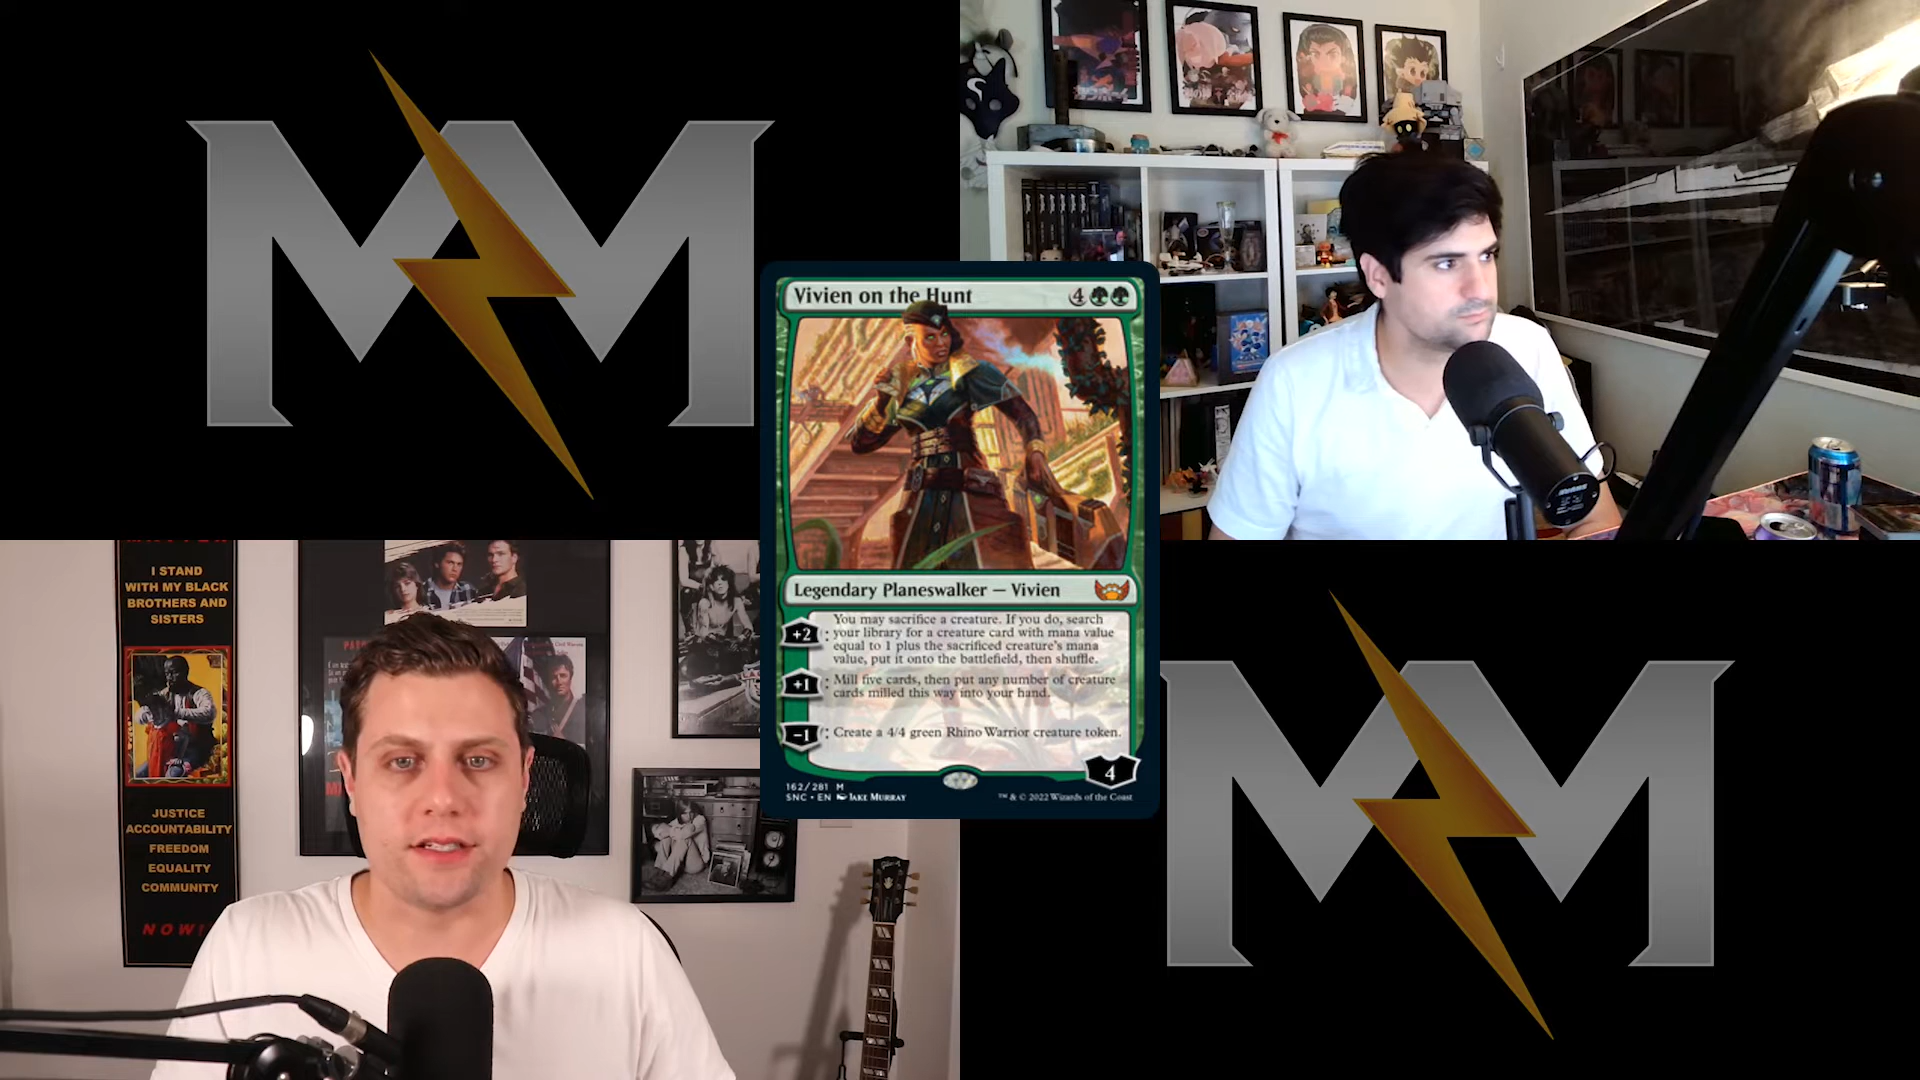 MM
Vivien on the Hunt
4
Legendary Planeswalker — Vivien
+2: You may sacrifice a creature. If you do, search
your library for a creature card with mana value
equal to 1 plus the sacrificed creature's mana
value, put it onto the battlefield, then shuffle.
+1: Mill five cards, then put any number of creature
cards milled this way into your hand.
−1: Create a 4/4 green Rhino Warrior creature token.
4
162/281 M
SNC • EN JAKE MURRAY
™ & © 2022 Wizards of the Coast
I STAND
WITH MY BLACK
BROTHERS AND
SISTERS
JUSTICE
ACCOUNTABILITY
FREEDOM
EQUALITY
COMMUNITY
NOW!
MM